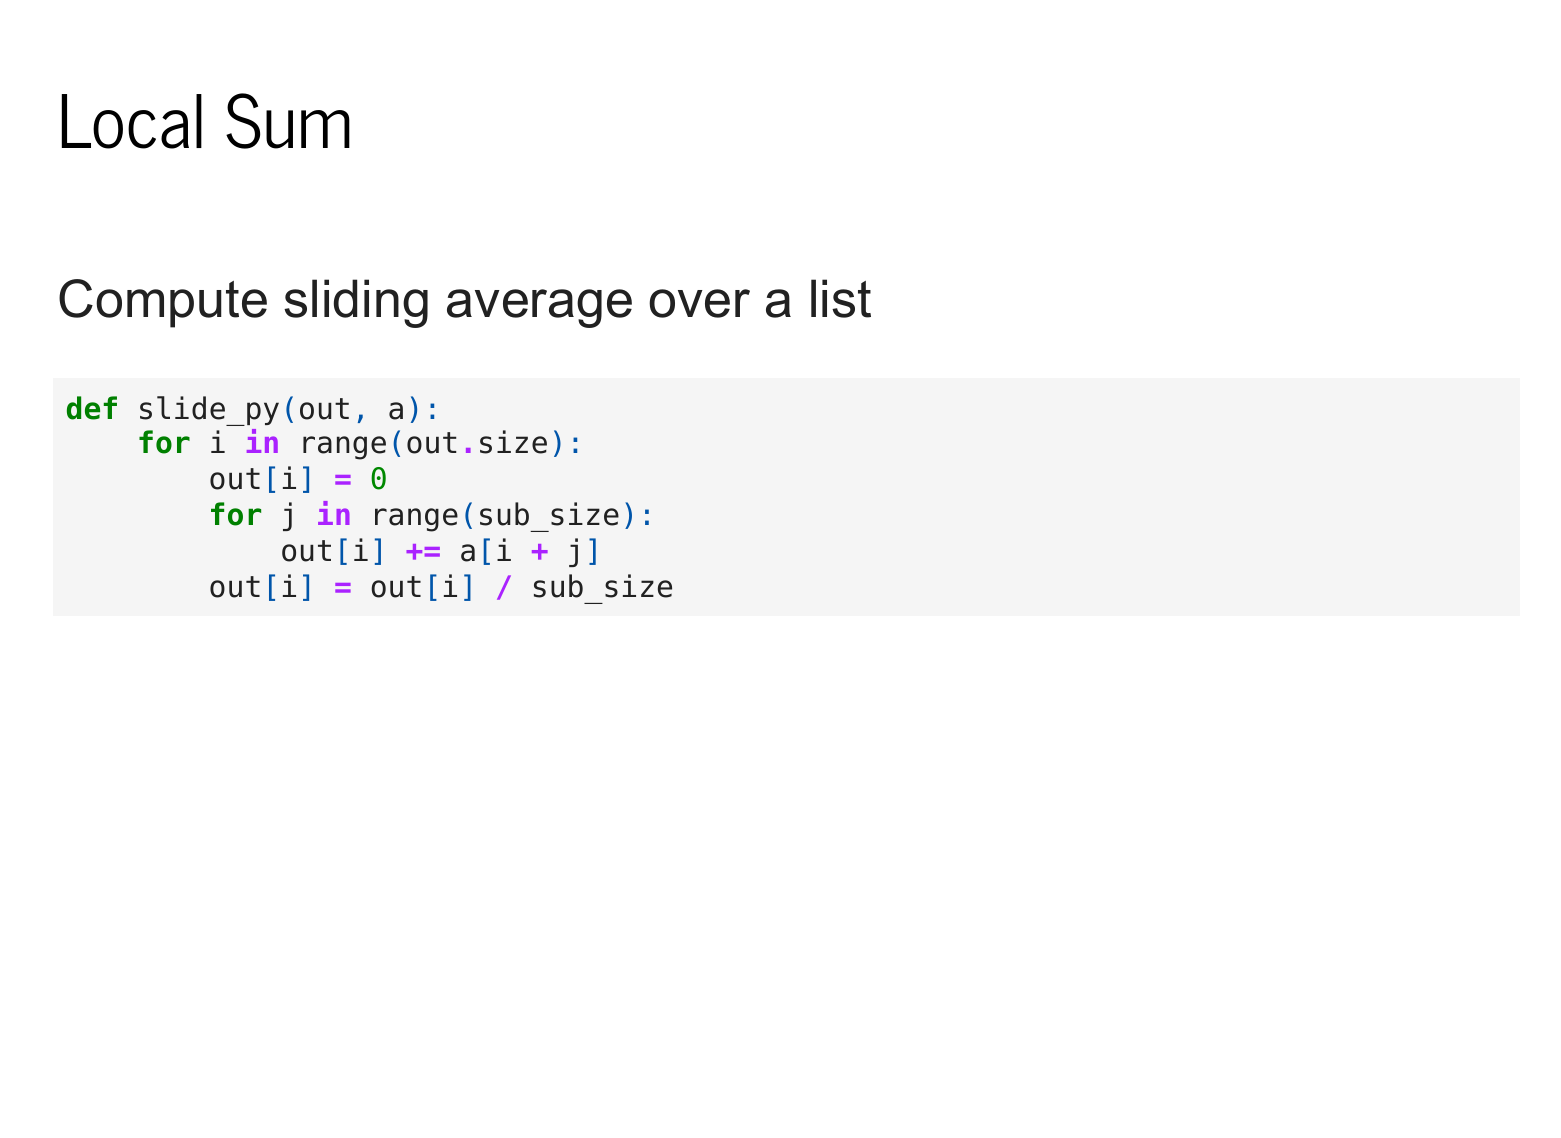 Local Sum
Compute sliding average over a list
def slide_py(out, a):
    for i in range(out.size):
        out[i] = 0
        for j in range(sub_size):
            out[i] += a[i + j]
        out[i] = out[i] / sub_size